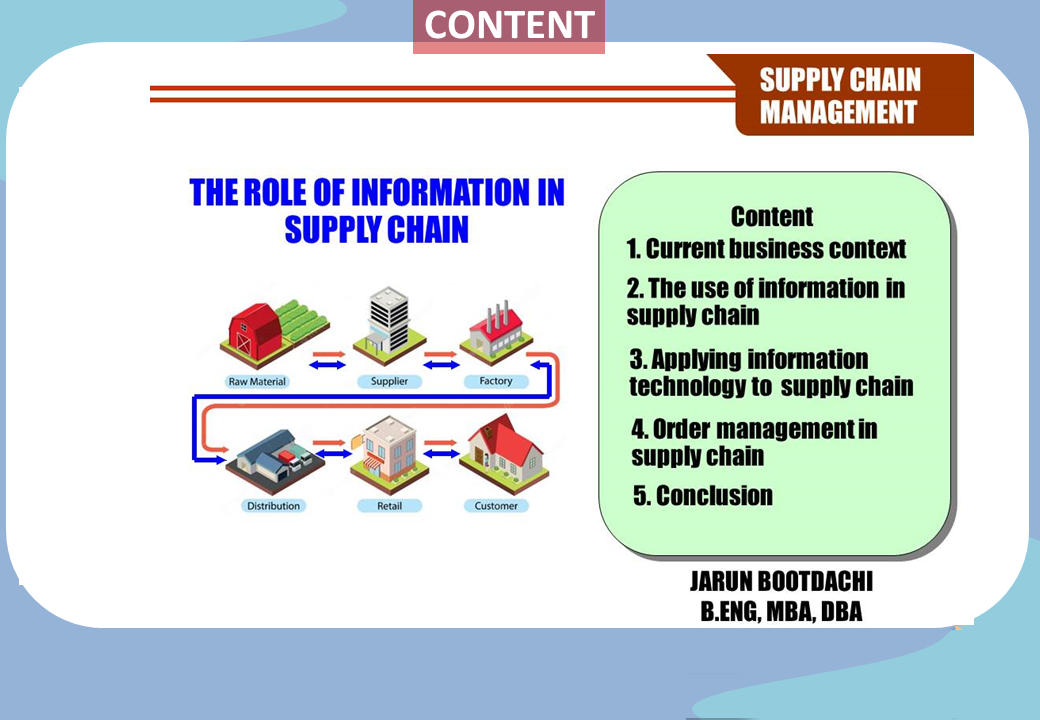 CONTENT
SUPPLY CHAIN
MANAGEMENT
THE ROLE OF INFORMATION IN
SUPPLY CHAIN
Raw Material
Supplier
Factory
Distribution
Retail
Customer
Content
1. Current business context
2. The use of information in
supply chain
3. Applying information
technology to supply chain
4. Order management in
supply chain
5. Conclusion
JARUN BOOTDACHI
B.ENG, MBA, DBA